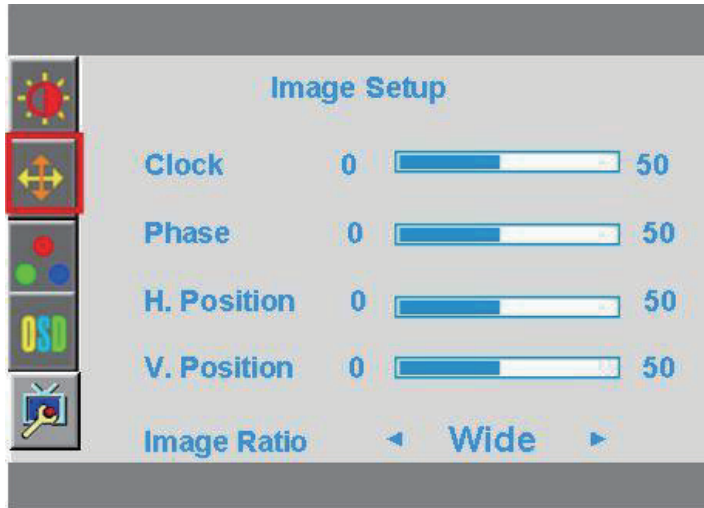 Image Setup
Clock 0 50
Phase 0 50
H. Position 0 50
V. Position 0 50
OSD
Image Ratio ◄ Wide ►